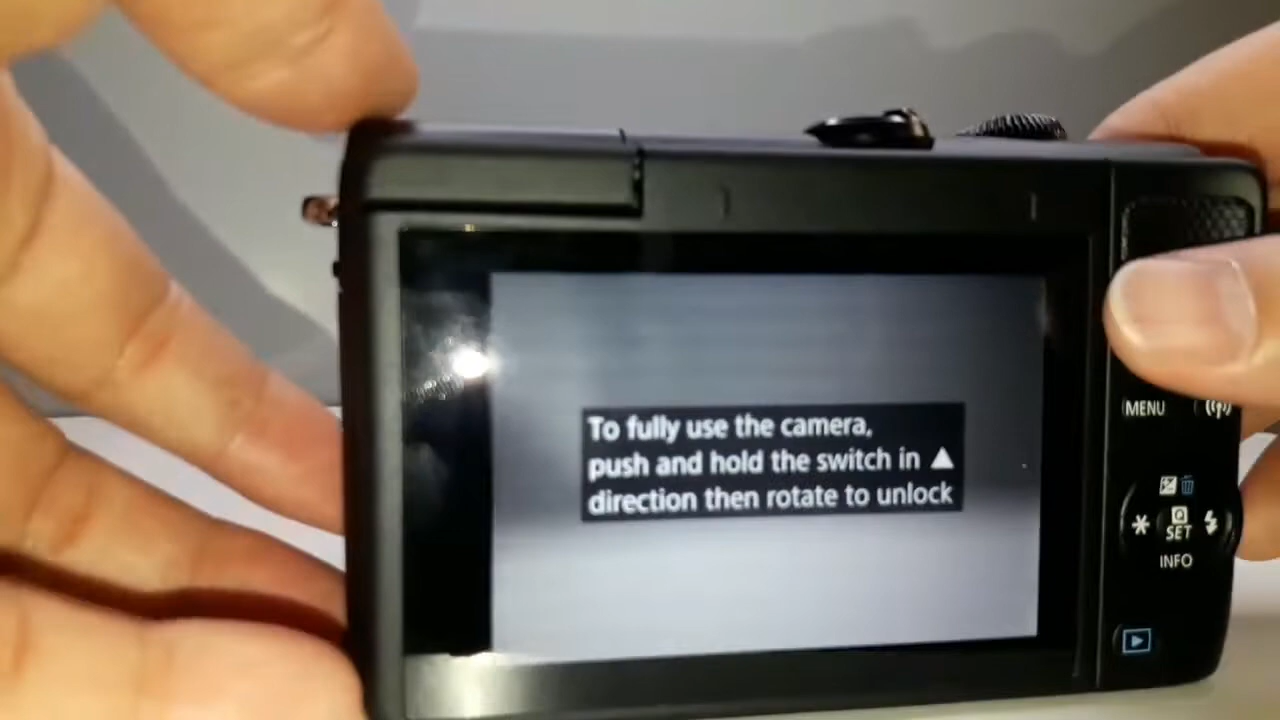 To fully use the camera,
push and hold the switch in ▲
direction then rotate to unlock
MENU
Q
SET
INFO